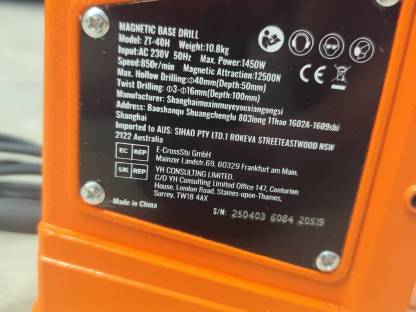 MAGNETIC BASE DRILL
Model: ZT-40H Weight:10.8kg
Input:AC 230V 50Hz Max. Power:1450W
Speed:850r/min Magnetic Attraction:12500N
Max. Hollow Drilling:Φ40mm(Depth:50mm)
Twist Drilling: Φ3-Φ16mm(Depth:100mm)
Manufacturer: Shanghaimuxinmuyeyouxiangongsi
Address: Baoshanqu Shuangchenglu 803long 11hao 1602A-1609shi
Shanghai
Imported to AUS: SIHAO PTY LTD.1 ROKEVA STREETEASTWOOD NSW
2122 Australia
EC REP E-CrossStu GmbH
Mainzer Landstr.69, 60329 Frankfurt am Main.
UK REP YH CONSULTING LIMITED.
C/O YH Consulting Limited Office 147, Centurion
House, London Road, Staines-upon-Thames,
Surrey, TW18 4AX
Made in China
S/N: 250403 6084 20519
CE